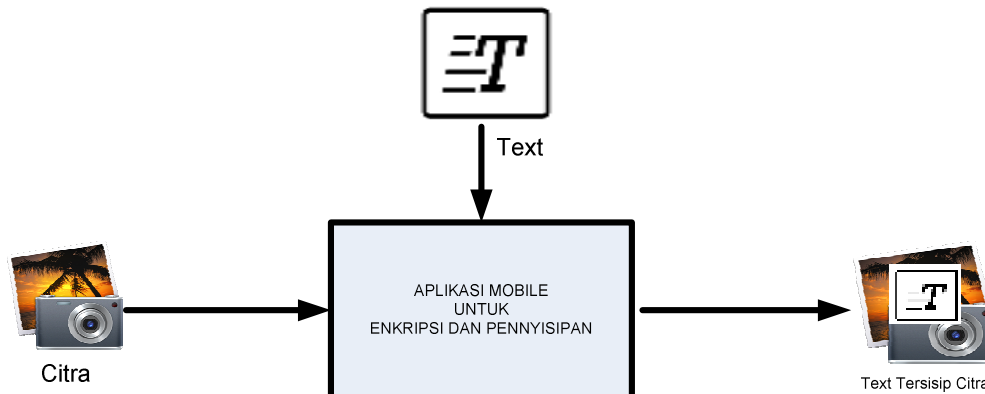 Text
APLIKASI MOBILE
UNTUK
ENKRIPSI DAN PENNYISIPAN
Citra
Text Tersisip Citra